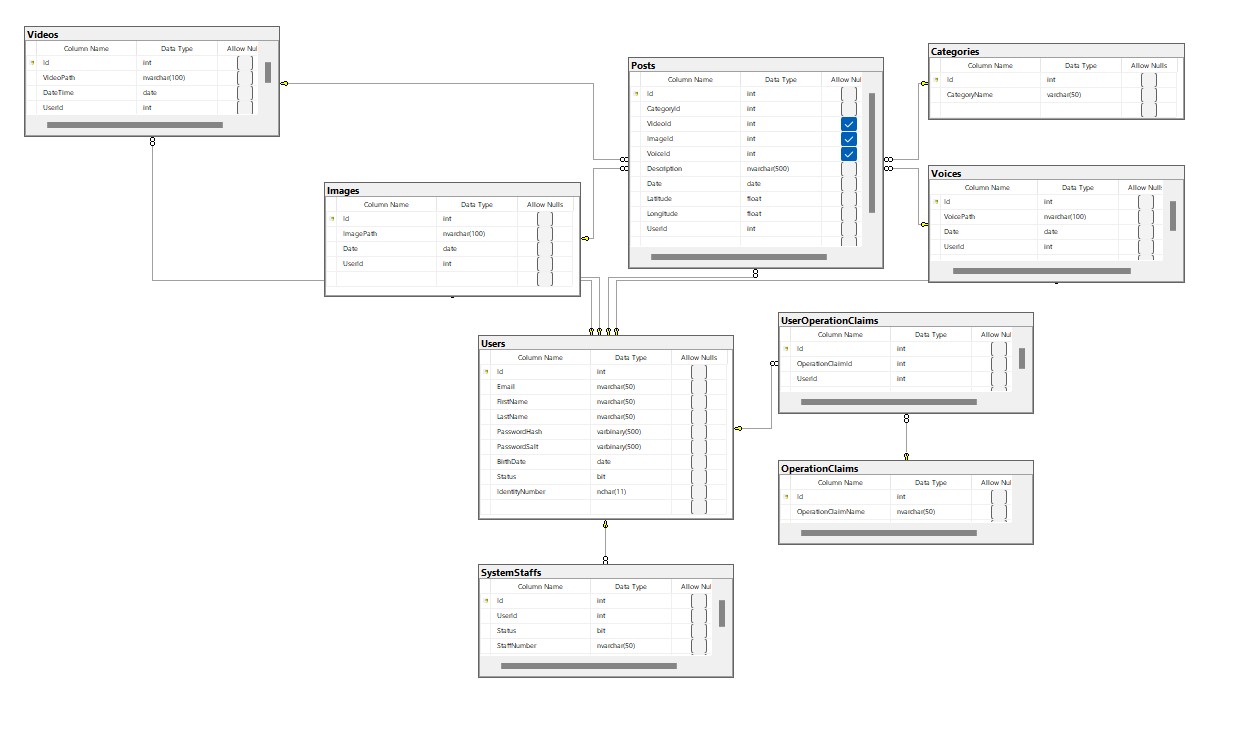 Videos
Column Name Data Type Allow Nul
Id int
VideoPath nvarchar(100)
DateTime date
UserId int
Posts
Column Name Data Type Allow Nul
Id int
CategoryId int
VideoId int
ImageId int
VoiceId int
Description nvarchar(500)
Date date
Latitude float
Longitude float
UserId int
Categories
Column Name Data Type Allow Nulls
Id int
CategoryName varchar(50)
Voices
Column Name Data Type Allow Nulls
Id int
VoicePath nvarchar(100)
Date date
UserId int
Images
Column Name Data Type Allow Nulls
Id int
ImagePath nvarchar(100)
Date date
UserId int
Users
Column Name Data Type Allow Nulls
Id int
Email nvarchar(50)
FirstName nvarchar(50)
LastName nvarchar(50)
PasswordHash varbinary(500)
PasswordSalt varbinary(500)
BirthDate date
Status bit
IdentityNumber nchar(11)
UserOperationClaims
Column Name Data Type Allow Nul
Id int
OperationClaimId int
UserId int
OperationClaims
Column Name Data Type Allow Nul
Id int
OperationClaimName nvarchar(50)
SystemStaffs
Column Name Data Type Allow Nul
Id int
UserId int
Status bit
StaffNumber nvarchar(50)